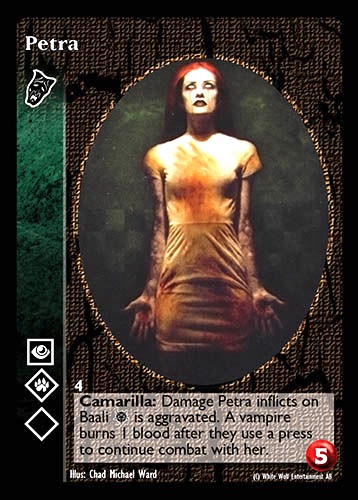 Petra
4
Camarilla: Damage Petra inflicts on
Baali is aggravated. A vampire
burns 1 blood after they use a press
to continue combat with her.
5
Illus: Chad Michael Ward
(C) White Wolf Entertainment AB